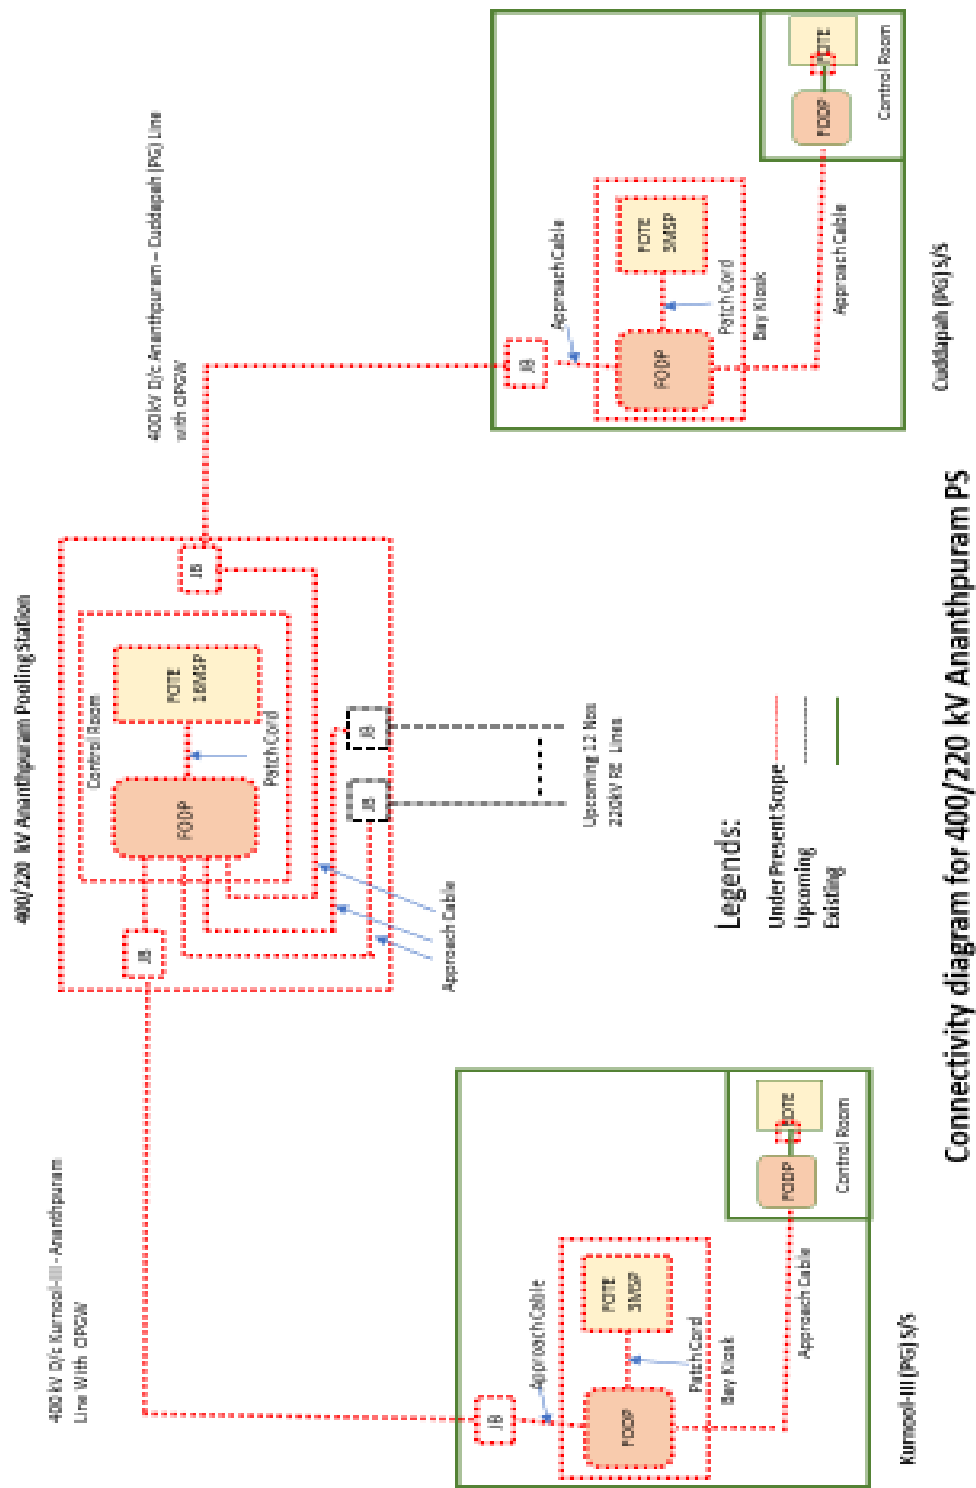 400/220 kV Ananthpuram Pooling Station
400kV D/c Kurnool-III - Ananthpuram
Line With OPGW
400kV D/c Ananthpuram – Cuddapah (PG) Line
with OPGW
Control Room
FODP
FOTE
16MSP
Patch Cord
JB
JB
JB
JB
Approach Cable
Upcoming 12 Nos
220kV RE Lines
JB
Approach Cable
FODP
FOTE
3MSP
Patch Cord
Bay Kiosk
Approach Cable
FODP
FOTE
Control Room
Kurnool-III (PG) S/S
JB
Approach Cable
FODP
FOTE
3MSP
Patch Cord
Bay Kiosk
Approach Cable
FODP
FOTE
Control Room
Cuddapah (PG) S/S
Legends:
Under Present Scope
Upcoming
Existing
Connectivity diagram for 400/220 kV Ananthpuram PS